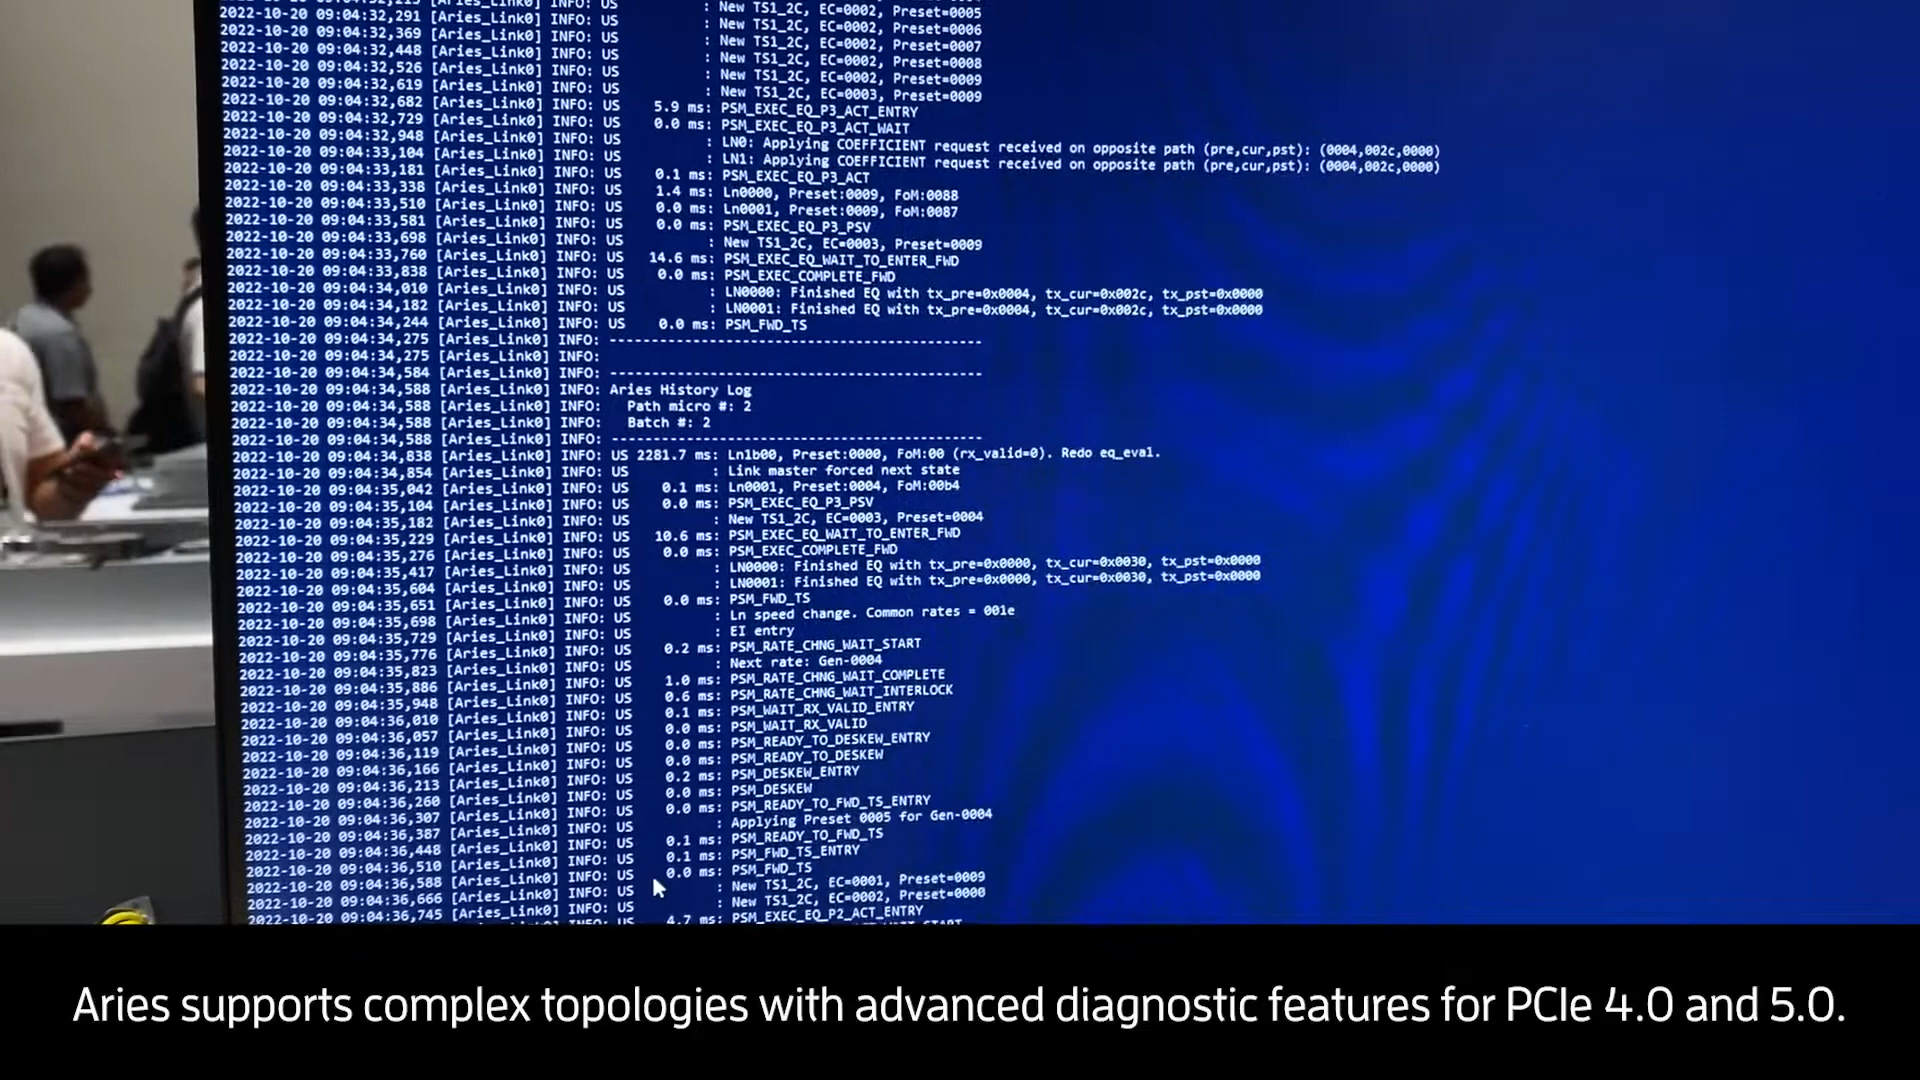 [Aries_Link0] INFO: US : New TS1_2C, EC=0002, Preset=0005
2022-10-20 09:04:32,291 [Aries_Link0] INFO: US : New TS1_2C, EC=0002, Preset=0006
2022-10-20 09:04:32,369 [Aries_Link0] INFO: US : New TS1_2C, EC=0002, Preset=0007
2022-10-20 09:04:32,448 [Aries_Link0] INFO: US : New TS1_2C, EC=0002, Preset=0008
2022-10-20 09:04:32,526 [Aries_Link0] INFO: US : New TS1_2C, EC=0002, Preset=0009
2022-10-20 09:04:32,619 [Aries_Link0] INFO: US : New TS1_2C, EC=0003, Preset=0009
2022-10-20 09:04:32,682 [Aries_Link0] INFO: US 5.9 ms: PSM_EXEC_EQ_P3_ACT_ENTRY
2022-10-20 09:04:32,729 [Aries_Link0] INFO: US 0.0 ms: PSM_EXEC_EQ_P3_ACT_WAIT
2022-10-20 09:04:32,948 [Aries_Link0] INFO: US : LN0: Applying COEFFICIENT request received on opposite path (pre,cur,pst): (0004,002c,0000)
2022-10-20 09:04:33,104 [Aries_Link0] INFO: US : LN1: Applying COEFFICIENT request received on opposite path (pre,cur,pst): (0004,002c,0000)
2022-10-20 09:04:33,181 [Aries_Link0] INFO: US 0.1 ms: PSM_EXEC_EQ_P3_ACT
2022-10-20 09:04:33,338 [Aries_Link0] INFO: US 1.4 ms: Ln0000, Preset:0009, FoM:0088
2022-10-20 09:04:33,510 [Aries_Link0] INFO: US 0.0 ms: Ln0001, Preset:0009, FoM:0087
2022-10-20 09:04:33,581 [Aries_Link0] INFO: US 0.0 ms: PSM_EXEC_EQ_P3_PSV
2022-10-20 09:04:33,698 [Aries_Link0] INFO: US : New TS1_2C, EC=0003, Preset=0009
2022-10-20 09:04:33,760 [Aries_Link0] INFO: US 14.6 ms: PSM_EXEC_EQ_WAIT_TO_ENTER_FWD
2022-10-20 09:04:33,838 [Aries_Link0] INFO: US 0.0 ms: PSM_EXEC_COMPLETE_FWD
2022-10-20 09:04:34,010 [Aries_Link0] INFO: US : LN0000: Finished EQ with tx_pre=0x0004, tx_cur=0x002c, tx_pst=0x0000
2022-10-20 09:04:34,182 [Aries_Link0] INFO: US : LN0001: Finished EQ with tx_pre=0x0004, tx_cur=0x002c, tx_pst=0x0000
2022-10-20 09:04:34,244 [Aries_Link0] INFO: US 0.0 ms: PSM_FWD_TS
2022-10-20 09:04:34,275 [Aries_Link0] INFO: ---------------------------------------------
2022-10-20 09:04:34,275 [Aries_Link0] INFO:
2022-10-20 09:04:34,584 [Aries_Link0] INFO: ---------------------------------------------
2022-10-20 09:04:34,588 [Aries_Link0] INFO: Aries History Log
2022-10-20 09:04:34,588 [Aries_Link0] INFO: Path micro #: 2
2022-10-20 09:04:34,588 [Aries_Link0] INFO: Batch #: 2
2022-10-20 09:04:34,588 [Aries_Link0] INFO: ---------------------------------------------
2022-10-20 09:04:34,838 [Aries_Link0] INFO: US 2281.7 ms: Ln1b00, Preset:0000, FoM:00 (rx_valid=0). Redo eq_eval.
2022-10-20 09:04:34,854 [Aries_Link0] INFO: US : Link master forced next state
2022-10-20 09:04:35,042 [Aries_Link0] INFO: US 0.1 ms: Ln0001, Preset:0004, FoM:00b4
2022-10-20 09:04:35,104 [Aries_Link0] INFO: US 0.0 ms: PSM_EXEC_EQ_P3_PSV
2022-10-20 09:04:35,182 [Aries_Link0] INFO: US : New TS1_2C, EC=0003, Preset=0004
2022-10-20 09:04:35,229 [Aries_Link0] INFO: US 10.6 ms: PSM_EXEC_EQ_WAIT_TO_ENTER_FWD
2022-10-20 09:04:35,276 [Aries_Link0] INFO: US 0.0 ms: PSM_EXEC_COMPLETE_FWD
2022-10-20 09:04:35,417 [Aries_Link0] INFO: US : LN0000: Finished EQ with tx_pre=0x0000, tx_cur=0x0030, tx_pst=0x0000
2022-10-20 09:04:35,604 [Aries_Link0] INFO: US : LN0001: Finished EQ with tx_pre=0x0000, tx_cur=0x0030, tx_pst=0x0000
2022-10-20 09:04:35,651 [Aries_Link0] INFO: US 0.0 ms: PSM_FWD_TS
2022-10-20 09:04:35,698 [Aries_Link0] INFO: US : Ln speed change. Common rates = 001e
2022-10-20 09:04:35,729 [Aries_Link0] INFO: US : EI entry
2022-10-20 09:04:35,776 [Aries_Link0] INFO: US 0.2 ms: PSM_RATE_CHNG_WAIT_START
2022-10-20 09:04:35,823 [Aries_Link0] INFO: US : Next rate: Gen-0004
2022-10-20 09:04:35,886 [Aries_Link0] INFO: US 1.0 ms: PSM_RATE_CHNG_WAIT_COMPLETE
2022-10-20 09:04:35,948 [Aries_Link0] INFO: US 0.6 ms: PSM_RATE_CHNG_WAIT_INTERLOCK
2022-10-20 09:04:36,010 [Aries_Link0] INFO: US 0.1 ms: PSM_WAIT_RX_VALID_ENTRY
2022-10-20 09:04:36,057 [Aries_Link0] INFO: US 0.0 ms: PSM_WAIT_RX_VALID
2022-10-20 09:04:36,119 [Aries_Link0] INFO: US 0.0 ms: PSM_READY_TO_DESKEW_ENTRY
2022-10-20 09:04:36,166 [Aries_Link0] INFO: US 0.0 ms: PSM_READY_TO_DESKEW
2022-10-20 09:04:36,213 [Aries_Link0] INFO: US 0.2 ms: PSM_DESKEW_ENTRY
2022-10-20 09:04:36,260 [Aries_Link0] INFO: US 0.0 ms: PSM_DESKEW
2022-10-20 09:04:36,307 [Aries_Link0] INFO: US 0.0 ms: PSM_READY_TO_FWD_TS_ENTRY
2022-10-20 09:04:36,387 [Aries_Link0] INFO: US : Applying Preset 0005 for Gen-0004
2022-10-20 09:04:36,448 [Aries_Link0] INFO: US 0.1 ms: PSM_READY_TO_FWD_TS
2022-10-20 09:04:36,510 [Aries_Link0] INFO: US 0.1 ms: PSM_FWD_TS_ENTRY
2022-10-20 09:04:36,588 [Aries_Link0] INFO: US 0.0 ms: PSM_FWD_TS
2022-10-20 09:04:36,666 [Aries_Link0] INFO: US : New TS1_2C, EC=0001, Preset=0009
2022-10-20 09:04:36,745 [Aries_Link0] INFO: US : New TS1_2C, EC=0002, Preset=0000
4.7 ms: PSM_EXEC_EQ_P2_ACT_ENTRY
Aries supports complex topologies with advanced diagnostic features for PCIe 4.0 and 5.0.